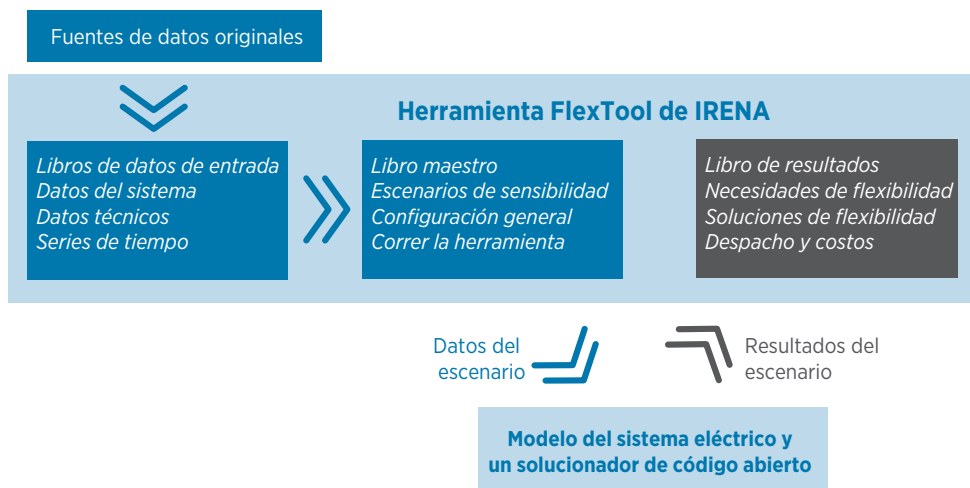 Fuentes de datos originales
Herramienta FlexTool de IRENA
Libros de datos de entrada
Datos del sistema
Datos técnicos
Series de tiempo
Libro maestro
Escenarios de sensibilidad
Configuración general
Correr la herramienta
Libro de resultados
Necesidades de flexibilidad
Soluciones de flexibilidad
Despacho y costos
Datos del
escenario
Resultados del
escenario
Modelo del sistema eléctrico y
un solucionador de código abierto